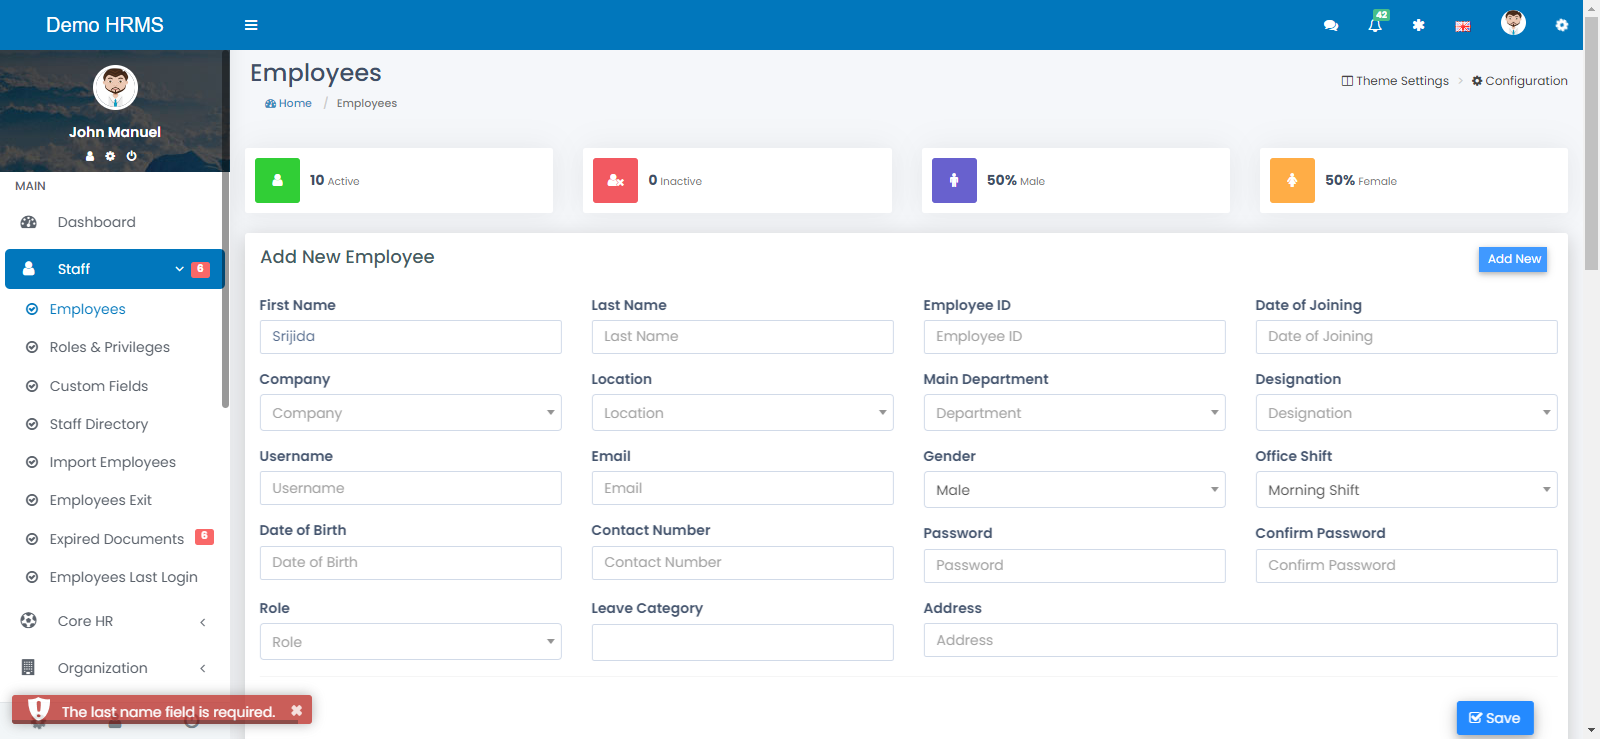 Demo HRMS
42
John Manuel
MAIN
Dashboard
Staff 6
Employees
Roles & Privileges
Custom Fields
Staff Directory
Import Employees
Employees Exit
Expired Documents 6
Employees Last Login
Core HR
Organization
The last name field is required.
Employees
Home / Employees
Theme Settings > Configuration
10 Active
0 Inactive
50% Male
50% Female
Add New Employee
Add New
First Name Last Name Employee ID Date of Joining
Srijida Last Name Employee ID Date of Joining
Company Location Main Department Designation
Company Location Department Designation
Username Email Gender Office Shift
Username Email Male Morning Shift
Date of Birth Contact Number Password Confirm Password
Date of Birth Contact Number Password Confirm Password
Role Leave Category Address
Role Address
Save